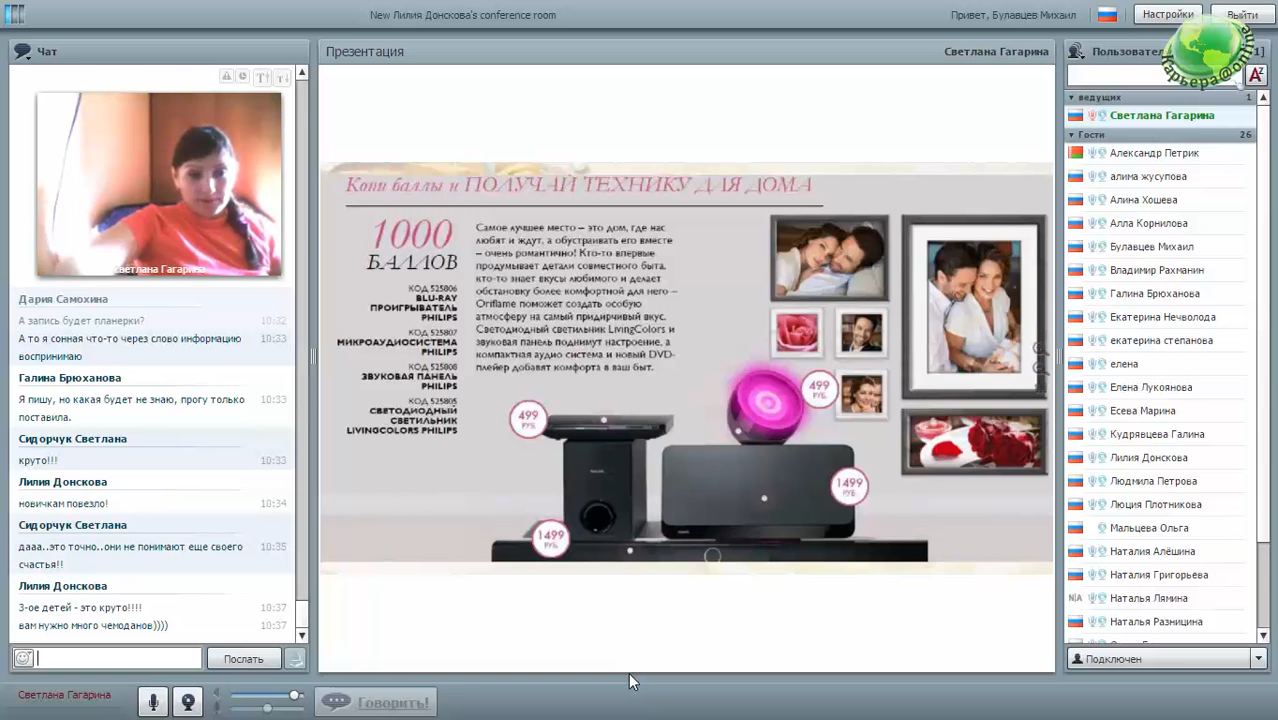 New Лилия Донскова's conference room
Привет, Булавцев Михаил
Настройки
Выйти
Чат
Светлана Гагарина
Дария Самохина
А запись будет планерки? 10:32
А то я сонная что-то через слово информацию 10:33
воспринимаю
Галина Брюханова
Я пишу, но какая будет не знаю, прогу только 10:33
поставила.
Сидорчук Светлана
круто!!! 10:33
Лилия Донскова
новичкам повезло! 10:34
Сидорчук Светлана
дааа..это точно..они не понимают еще своего 10:35
счастья!!
Лилия Донскова
3-ое детей - это круто!!!! 10:37
вам нужно много чемоданов)))) 10:37
Послать
Светлана Гагарина
Говорить!
Презентация
Светлана Гагарина
Копи баллы и ПОЛУЧАЙ ТЕХНИКУ ДЛЯ ДОМА
1000
БАЛЛОВ
КОД 525806
BLU-RAY
ПРОИГРЫВАТЕЛЬ
PHILIPS
КОД 525807
МИКРОАУДИОСИСТЕМА
PHILIPS
КОД 525808
ЗВУКОВАЯ ПАНЕЛЬ
PHILIPS
КОД 525805
СВЕТОДИОДНЫЙ
СВЕТИЛЬНИК
LIVINGCOLORS PHILIPS
Самое лучшее место – это дом, где нас
любят и ждут, а обустраивать его вместе
– очень романтично! Кто-то впервые
продумывает детали совместного быта,
кто-то знает вкусы любимого и делает
обстановку более комфортной для него –
Oriflame поможет создать особую
атмосферу на самый придирчивый вкус.
Светодиодный светильник LivingColors и
звуковая панель поднимут настроение, а
компактная аудио система и новый DVD-
плейер добавят комфорта в ваш быт.
499
РУБ.
499
РУБ.
1499
РУБ.
1499
РУБ.
PHILIPS
Пользовател
1]
Карьера@online
AZ
ведущих 1
Светлана Гагарина
Гости 26
Александр Петрик
алима жусупова
Алина Хошева
Алла Корнилова
Булавцев Михаил
Владимир Рахманин
Галина Брюханова
Екатерина Нечволода
екатерина степанова
елена
Елена Лукоянова
Есева Марина
Кудрявцева Галина
Лилия Донскова
Людмила Петрова
Люция Плотникова
Мальцева Ольга
Наталия Алёшина
Наталия Григорьева
N|A Наталья Лямина
Наталья Разницина
Подключен